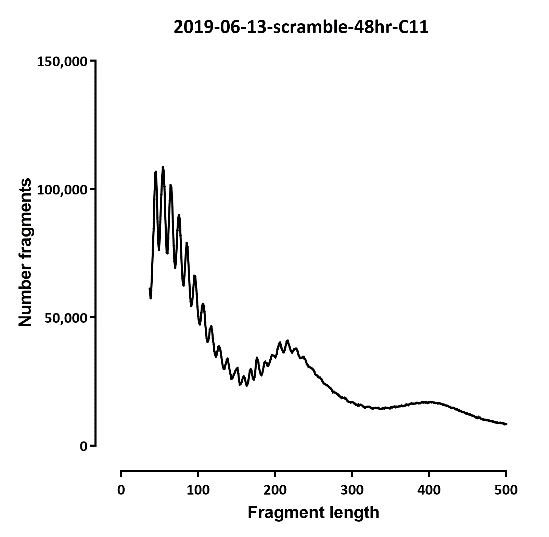 2019-06-13-scramble-48hr-C11
150,000
100,000
50,000
0
Number fragments
0 100 200 300 400 500
Fragment length